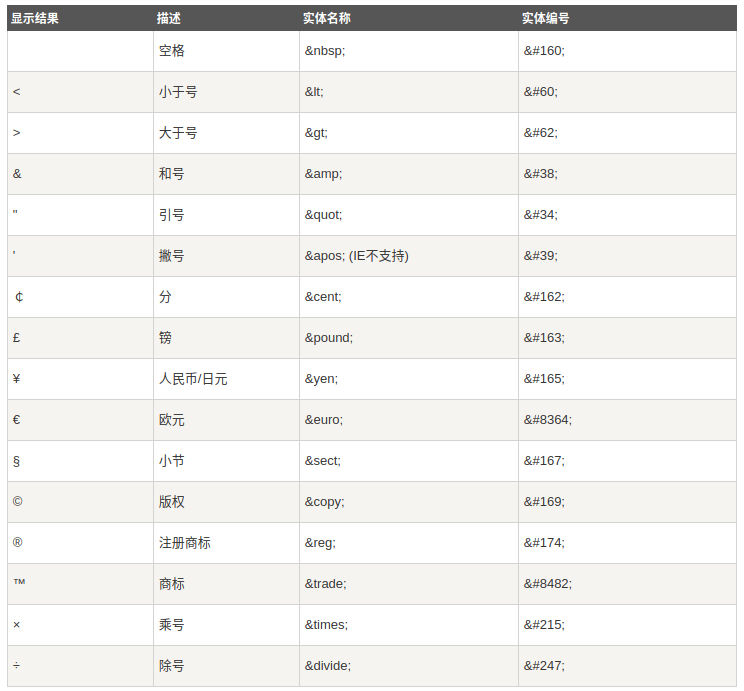 显示结果 描述 实体名称 实体编号
空格 &nbsp; &#160;
< 小于号 &lt; &#60;
> 大于号 &gt; &#62;
& 和号 &amp; &#38;
" 引号 &quot; &#34;
' 撇号 &apos; (IE不支持) &#39;
￠ 分 &cent; &#162;
£ 镑 &pound; &#163;
¥ 人民币/日元 &yen; &#165;
€ 欧元 &euro; &#8364;
§ 小节 &sect; &#167;
© 版权 &copy; &#169;
® 注册商标 &reg; &#174;
™ 商标 &trade; &#8482;
× 乘号 &times; &#215;
÷ 除号 &divide; &#247;